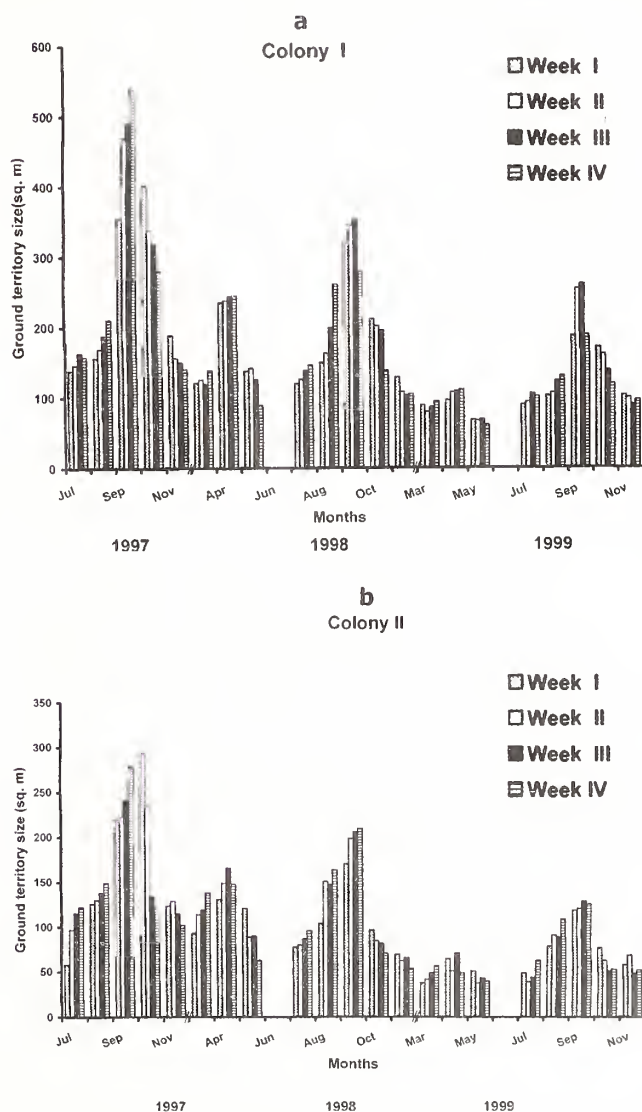 a
Colony I
600
500
400
300
200
100
0
Ground territory size(sq. m)
Week I
Week II
Week III
Week IV
Jul Sep Nov Apr Jun Aug Oct Mar May Jul Sep Nov
Months
1997 1998 1999
b
Colony II
350
300
250
200
150
100
50
0
Ground territory size (sq. m)
Week I
Week II
Week III
Week IV
Jul Sep Nov Apr Jun Aug Oct Mar May Jul Sep Nov
Months
1997 1998 1999